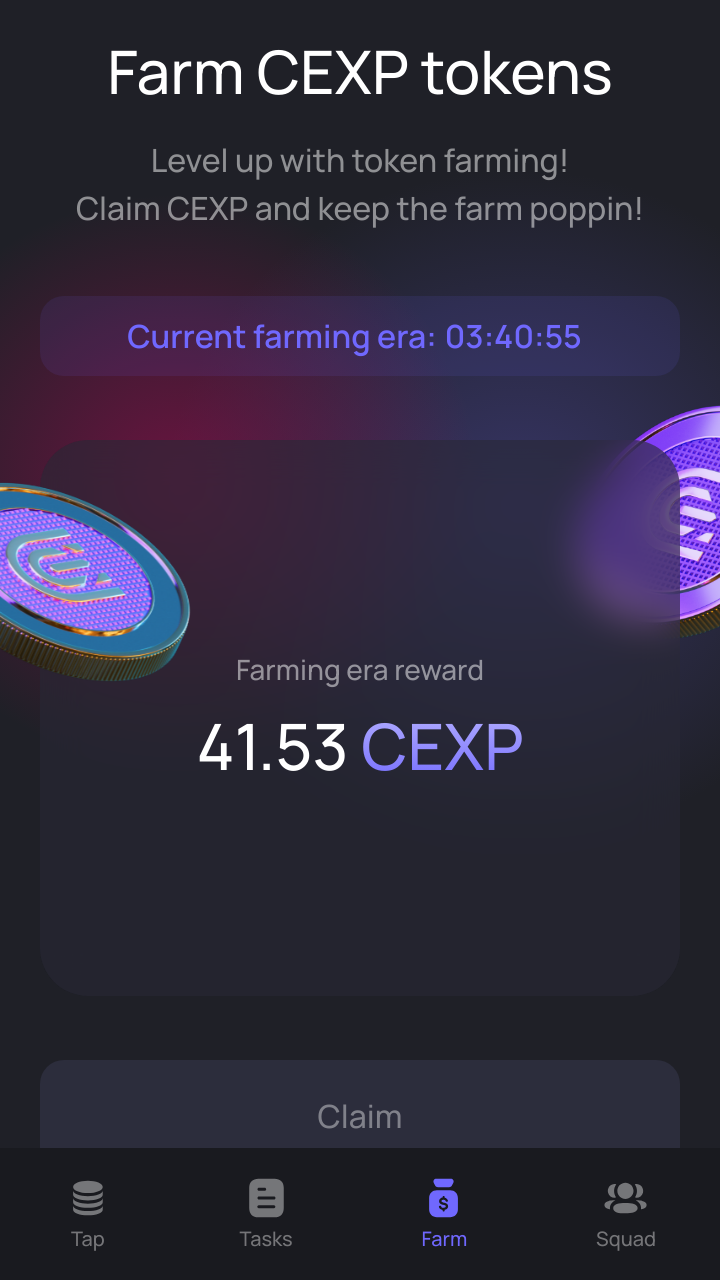 Farm CEXP tokens
Level up with token farming!
Claim CEXP and keep the farm poppin!
Current farming era: 03:40:55
Farming era reward
41.53 CEXP
Claim
Tap
Tasks
Farm
Squad